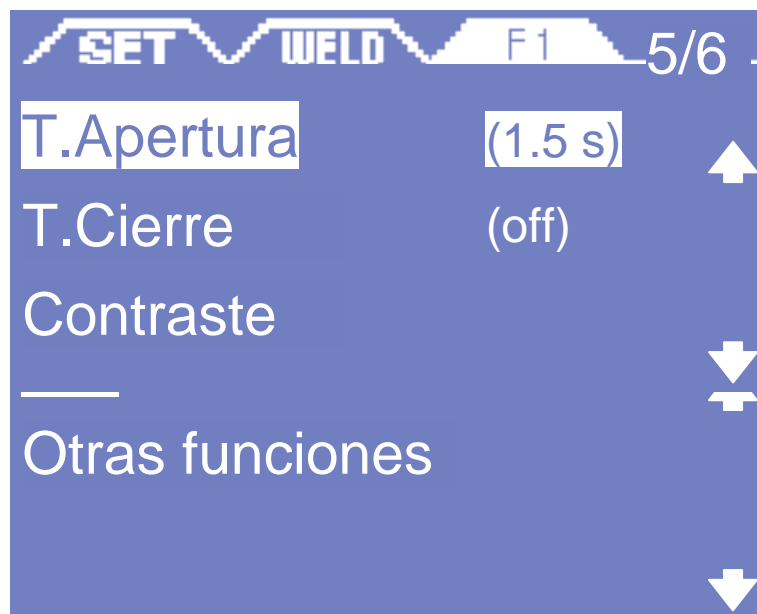 SET WELD F1 5/6
T.Apertura (1.5 s)
T.Cierre (off)
Contraste
Otras funciones